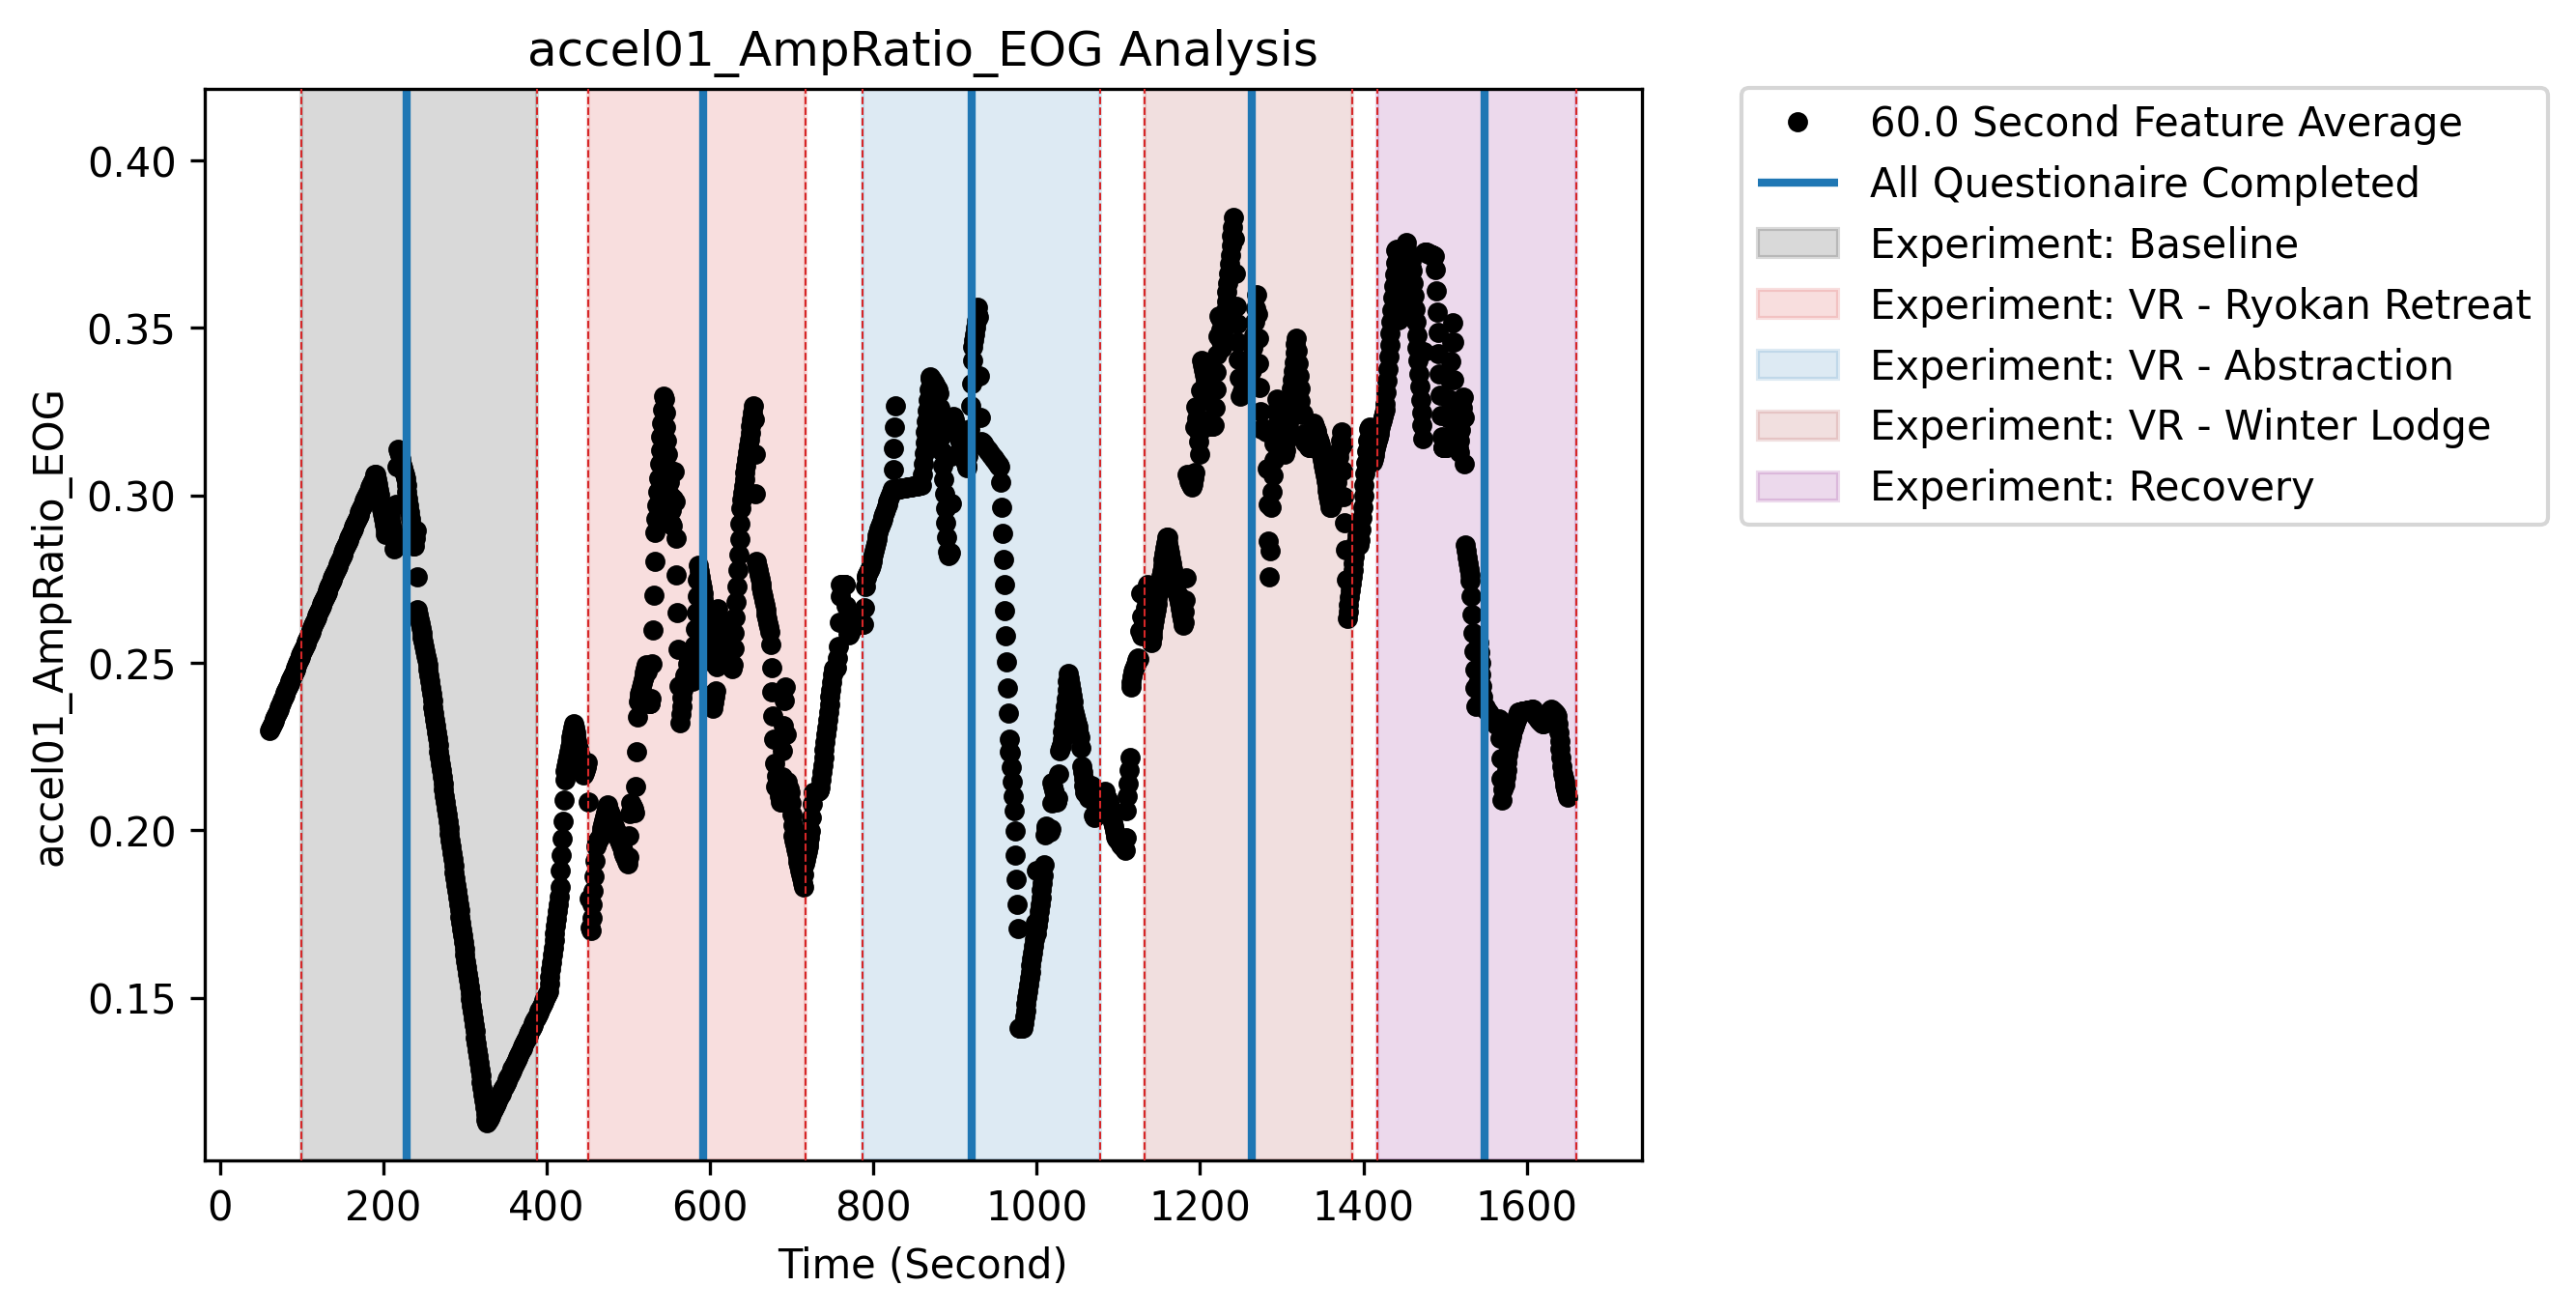 accel01_AmpRatio_EOG Analysis
accel01_AmpRatio_EOG
0.40
0.35
0.30
0.25
0.20
0.15
0 200 400 600 800 1000 1200 1400 1600
Time (Second)
60.0 Second Feature Average
All Questionaire Completed
Experiment: Baseline
Experiment: VR - Ryokan Retreat
Experiment: VR - Abstraction
Experiment: VR - Winter Lodge
Experiment: Recovery